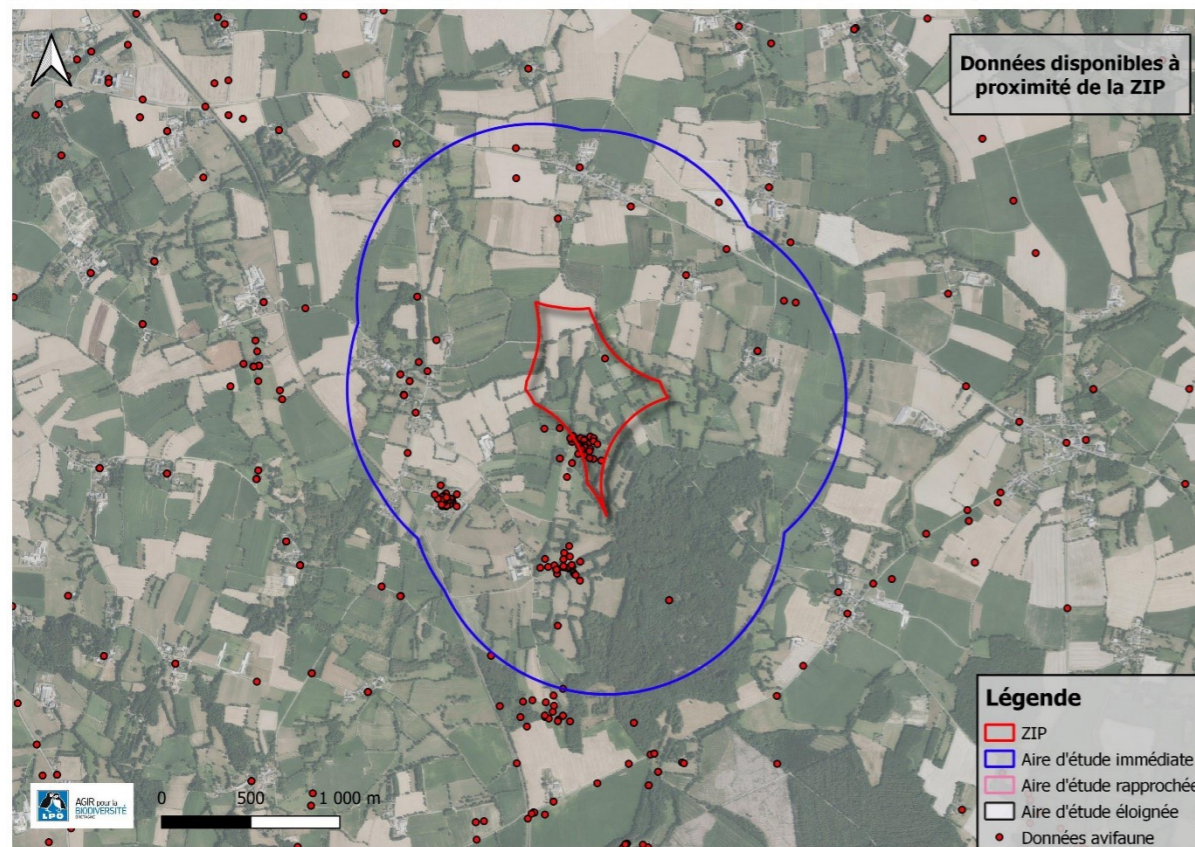 Données disponibles à
proximité de la ZIP
Légende
ZIP
Aire d'étude immédiate
Aire d'étude rapprochée
Aire d'étude éloignée
Données avifaune
0 500 1 000 m
AGIR pour la
BIODIVERSITÉ
BRETAGNE
LPO